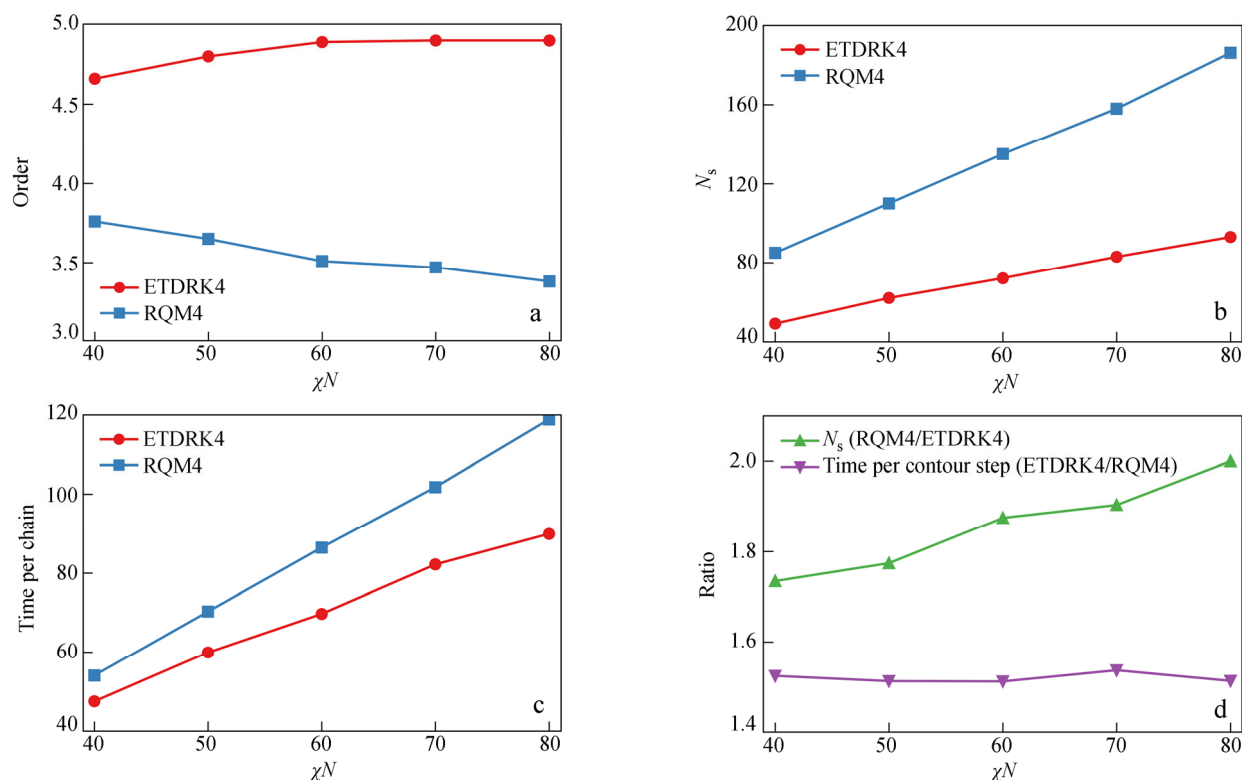 5.0
4.5
4.0
3.5
3.0
Order
ETDRK4
RQM4
a
40 50 60 70 80
χN
200
160
120
80
40
Ns
ETDRK4
RQM4
b
40 50 60 70 80
χN
120
100
80
60
40
Time per chain
ETDRK4
RQM4
c
40 50 60 70 80
χN
2.0
1.8
1.6
1.4
Ratio
Ns (RQM4/ETDRK4)
Time per contour step (ETDRK4/RQM4)
d
40 50 60 70 80
χN